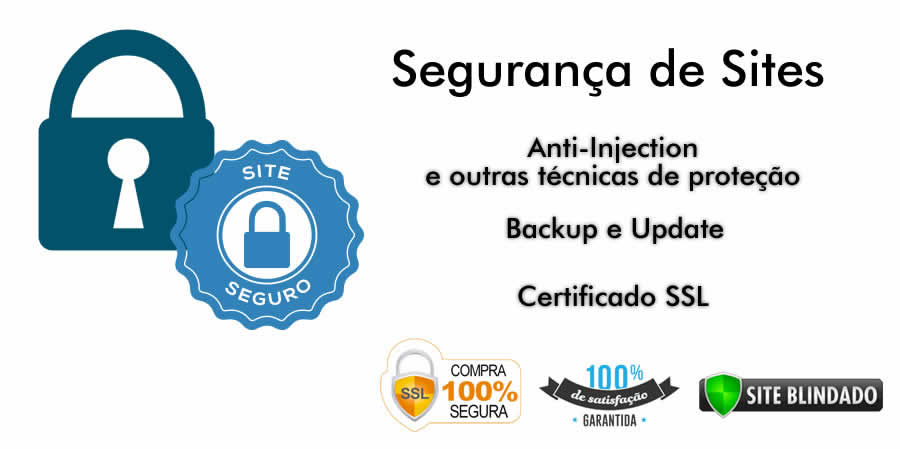 Segurança de Sites
Anti-Injection
e outras técnicas de proteção
Backup e Update
Certificado SSL
SITE
SEGURO
SSL
COMPRA
100%
SEGURA
100%
de satisfação
GARANTIDA
SITE BLINDADO